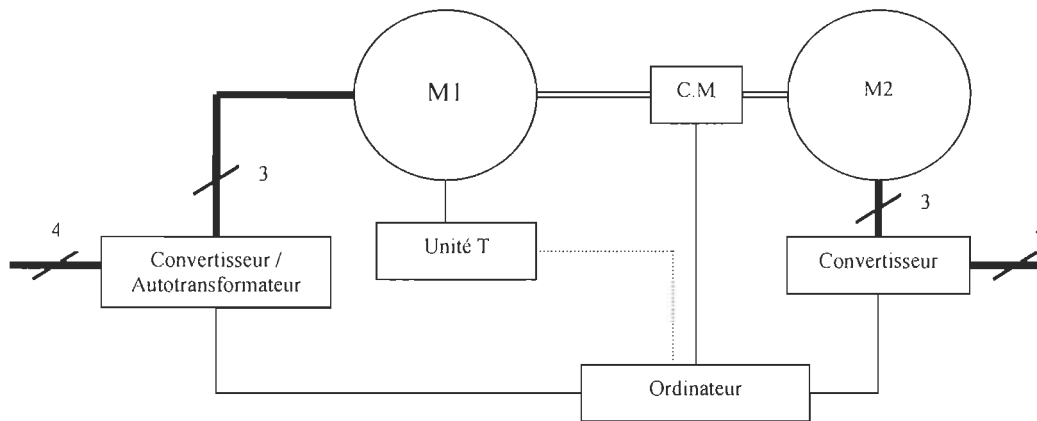 M1
C.M.
M2
3
3
4
Unité T
Convertisseur /
Autotransformateur
Convertisseur
Ordinateur